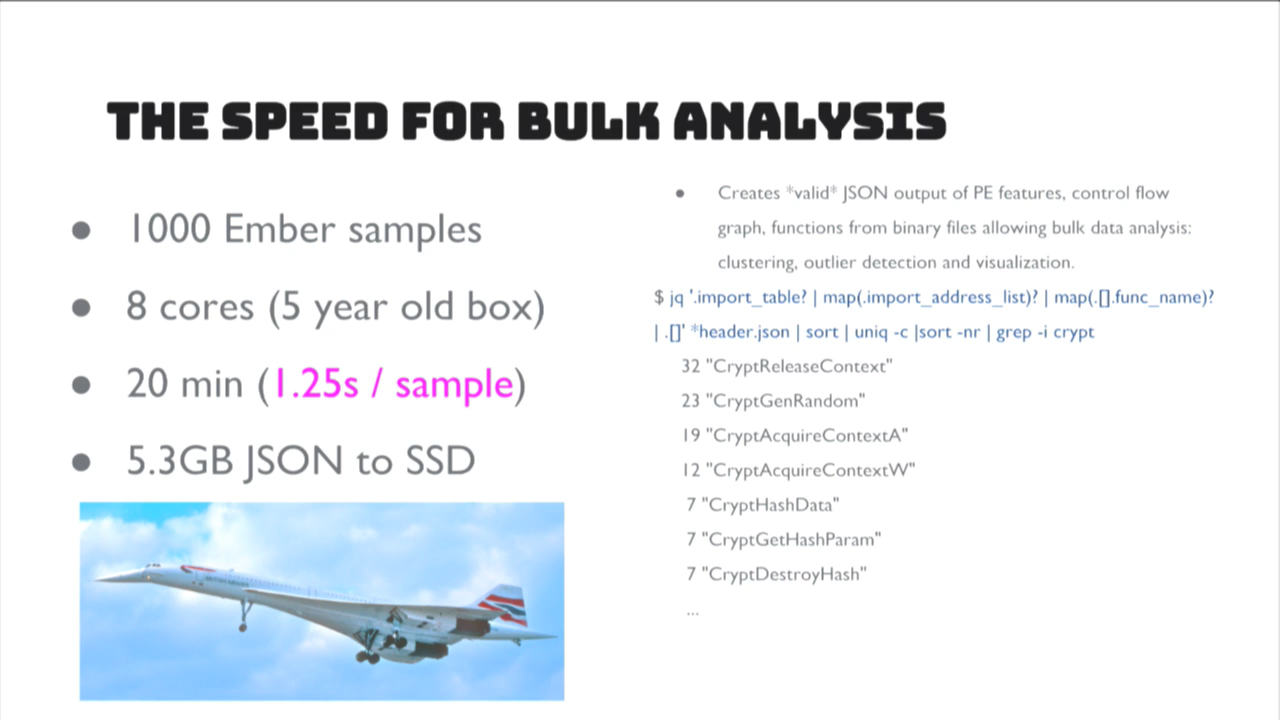 THE SPEED FOR BULK ANALYSIS
● 1000 Ember samples
● 8 cores (5 year old box)
● 20 min (1.25s / sample)
● 5.3GB JSON to SSD
● Creates *valid* JSON output of PE features, control flow
graph, functions from binary files allowing bulk data analysis:
clustering, outlier detection and visualization.
$ jq '.import_table? | map(.import_address_list)? | map(.[].func_name)?
| .[]' *header.json | sort | uniq -c |sort -nr | grep -i crypt
32 "CryptReleaseContext"
23 "CryptGenRandom"
19 "CryptAcquireContextA"
12 "CryptAcquireContextW"
7 "CryptHashData"
7 "CryptGetHashParam"
7 "CryptDestroyHash"
...